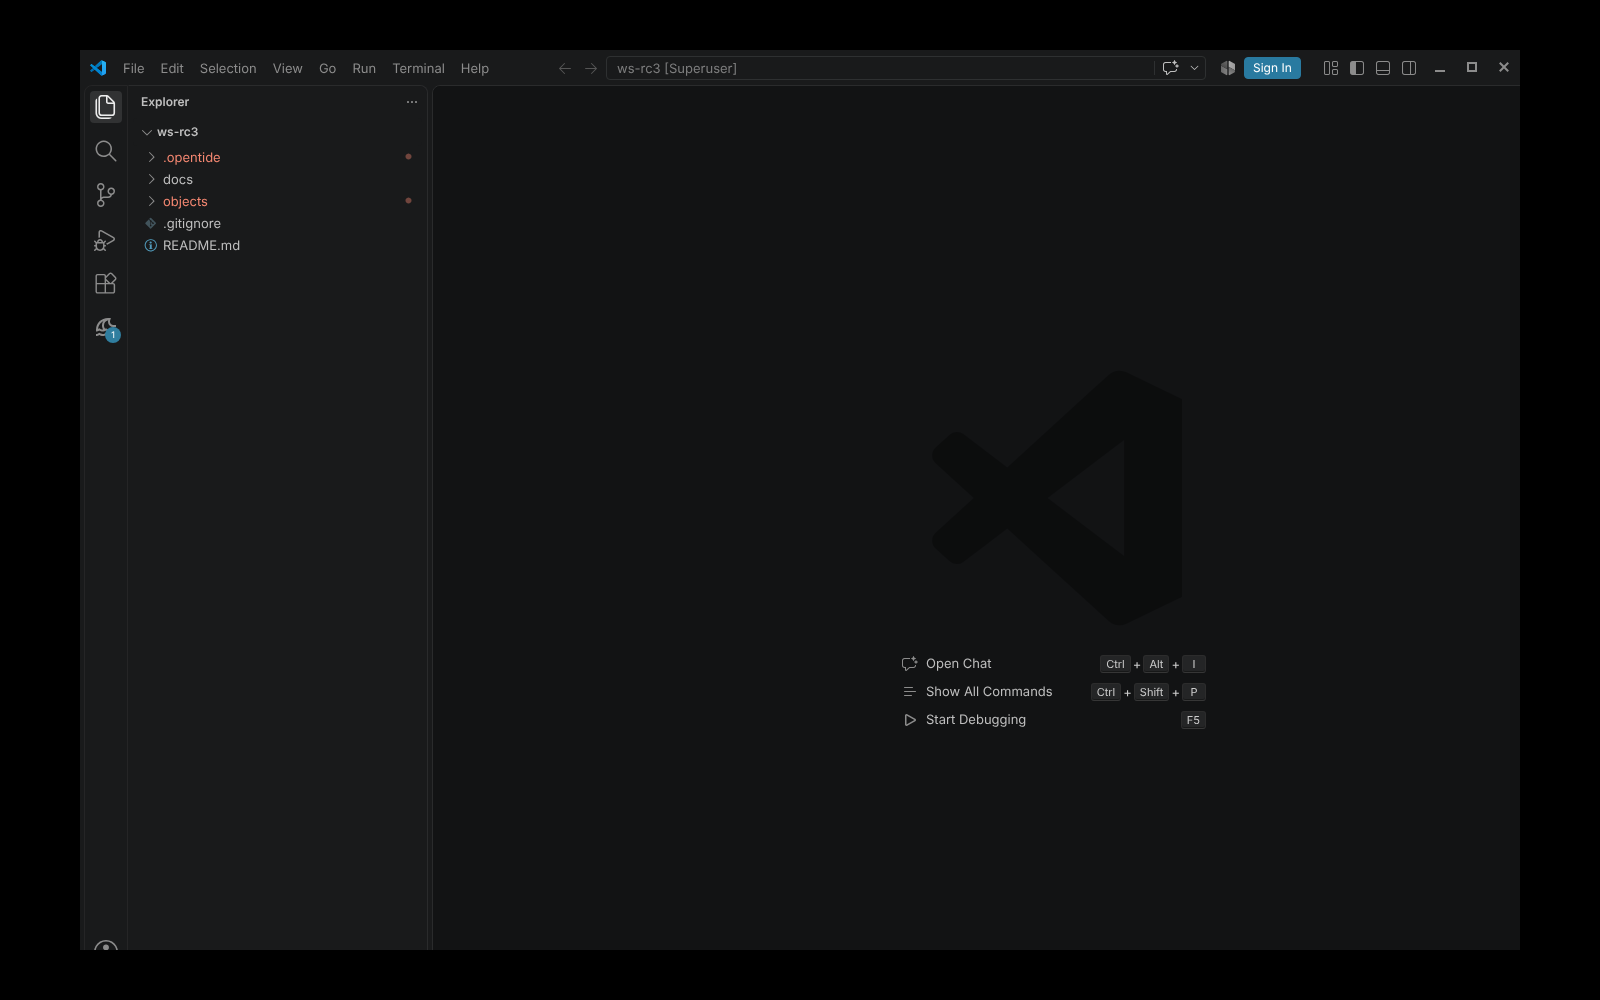 File Edit Selection View Go Run Terminal Help ws-rc3 [Superuser] Sign In
Explorer
ws-rc3
.opentide
docs
objects
.gitignore
README.md
1
Open Chat Ctrl + Alt + I
Show All Commands Ctrl + Shift + P
Start Debugging F5